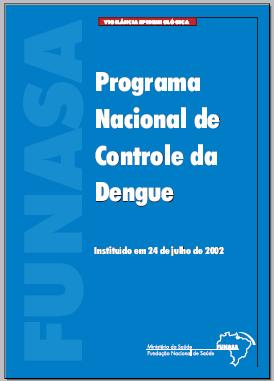 VIGILÂNCIA EPIDEMIOLÓGICA
FUNASA
Programa
Nacional de
Controle da
Dengue
Instituído em 24 de julho de 2002
Ministério da Saúde
Fundação Nacional de Saúde
FUNASA